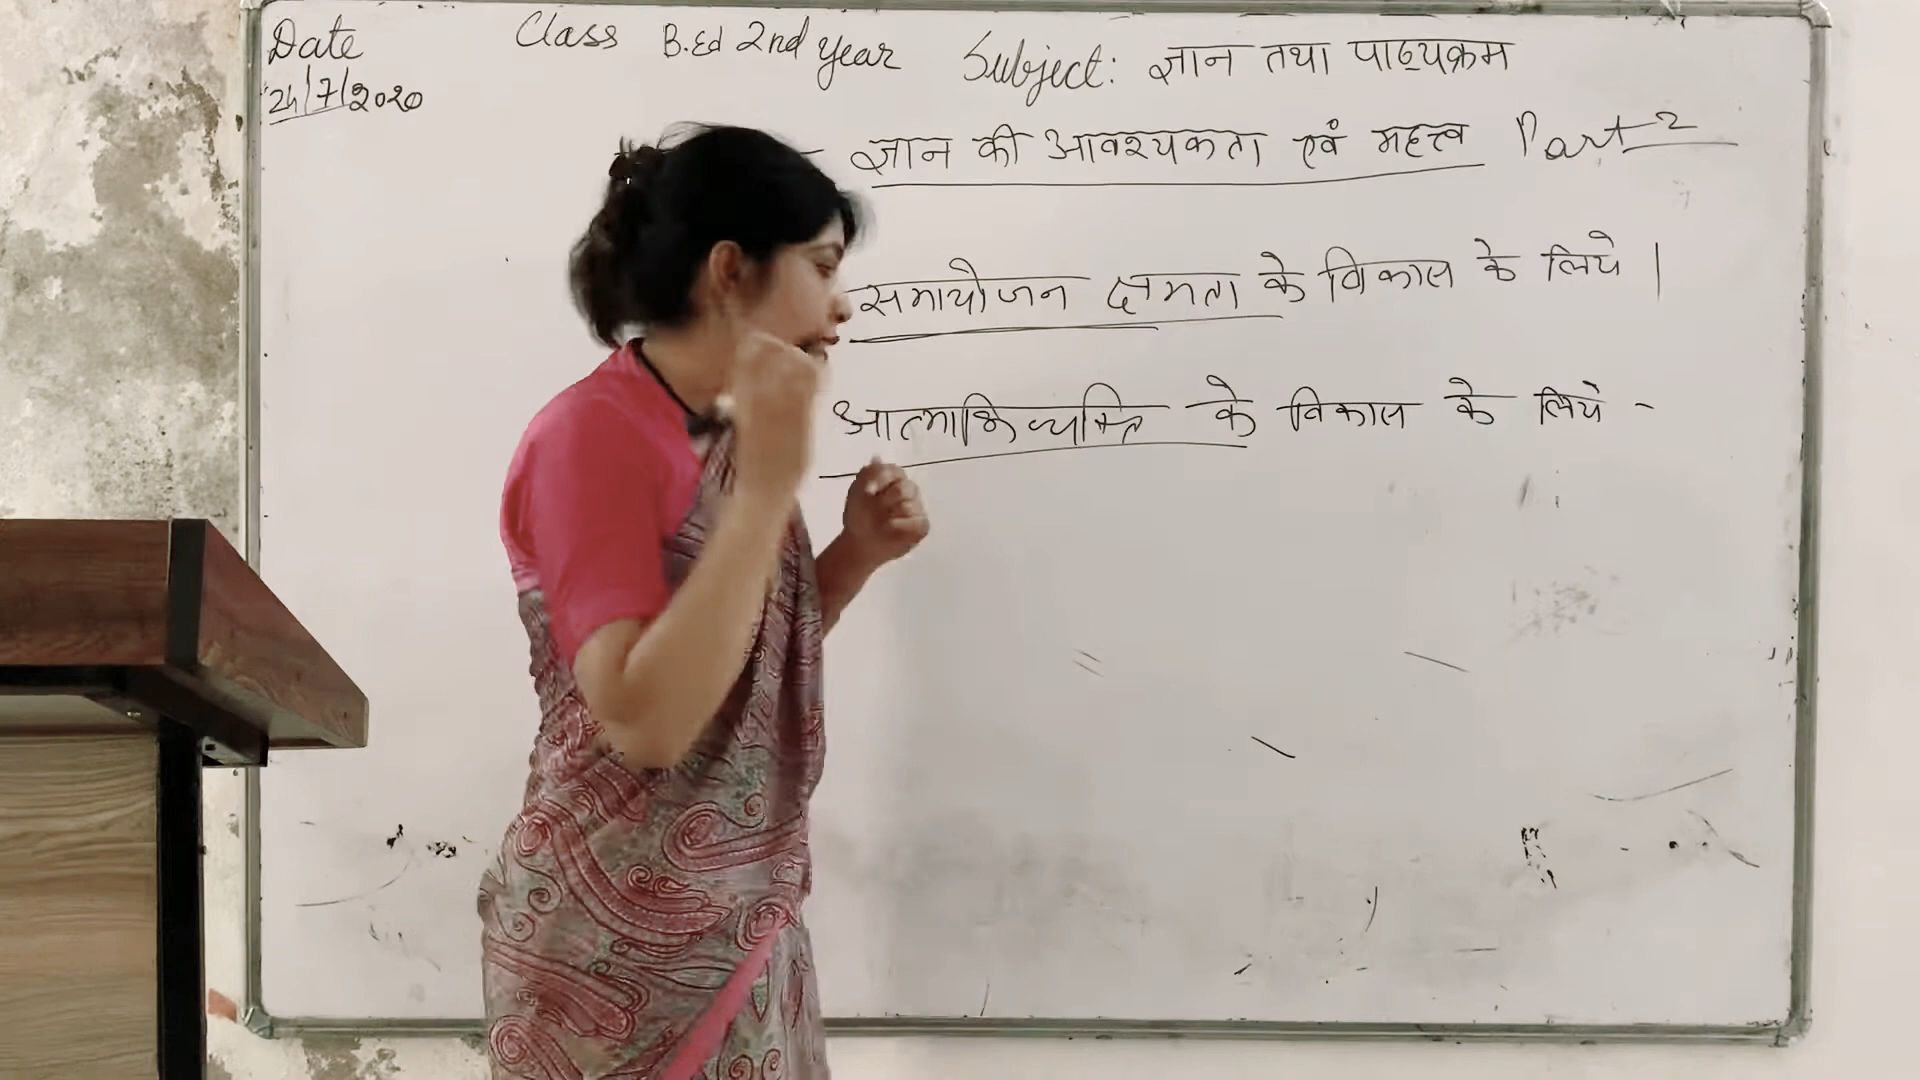 Date Class B.Ed 2nd year Subject: ज्ञान तथा पाठ्यक्रम
24/7/2020
ज्ञान की आवश्यकता एवं महत्त्व Part-2
समायोजन क्षमता के विकास के लिये |
आत्माभिव्यक्ति के विकास के लिये -